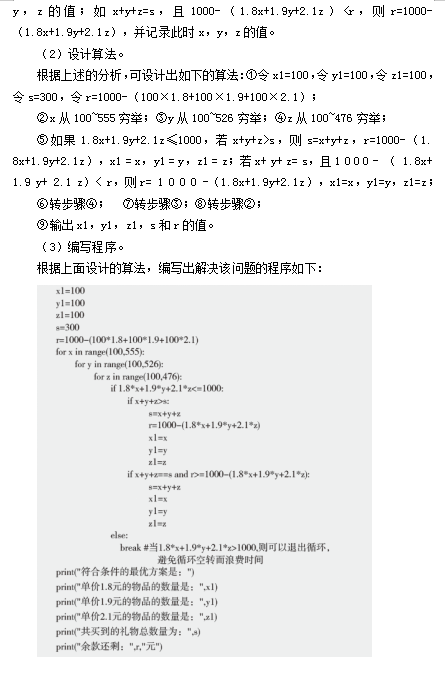 y，z的值；如 x+y+z=s，且 1000-（1.8x+1.9y+2.1z）<r，则 r=1000-
（1.8x+1.9y+2.1z），并记录此时 x，y，z 的值。
（2）设计算法。
根据上述的分析，可设计出如下的算法：①令 x1=100，令 y1=100，令 z1=100，
令 s=300，令 r=1000-（100×1.8+100×1.9+100×2.1）；
②x 从 100~555 穷举；③y 从 100~526 穷举；④z 从 100~476 穷举；
⑤如果 1.8x+1.9y+2.1z≤1000，若 x+y+z>s，则 s=x+y+z，r=1000-（1.
8x+1.9y+2.1z），x1 = x，y1 = y，z1 = z；若 x+ y+ z= s，且 1 0 0 0 -（ 1.8x+
1.9 y+ 2.1 z）< r，则 r= 1 0 0 0 -（1.8x+1.9y+2.1z），x1=x，y1=y，z1=z；
⑥转步骤④；⑦转步骤③；⑧转步骤②；
⑨输出 x1，y1，z1，s 和 r 的值。
（3）编写程序。
根据上面设计的算法，编写出解决该问题的程序如下：
x1=100
y1=100
z1=100
s=300
r=1000-(100*1.8+100*1.9+100*2.1)
for x in range(100,555):
for y in range(100,526):
for z in range(100,476):
if 1.8*x+1.9*y+2.1*z<=1000:
if x+y+z>s:
s=x+y+z
r=1000-(1.8*x+1.9*y+2.1*z)
x1=x
y1=y
z1=z
if x+y+z==s and r>=1000-(1.8*x+1.9*y+2.1*z):
s=x+y+z
x1=x
y1=y
z1=z
else:
break #当1.8*x+1.9*y+2.1*z>1000,则可以退出循环,
避免循环空转而浪费时间
print("符合条件的最优方案是：")
print("单价1.8元的物品的数量是：",x1)
print("单价1.9元的物品的数量是：",y1)
print("单价2.1元的物品的数量是：",z1)
print("共买到的礼物总数量为：",s)
print("余款还剩：",r,"元")